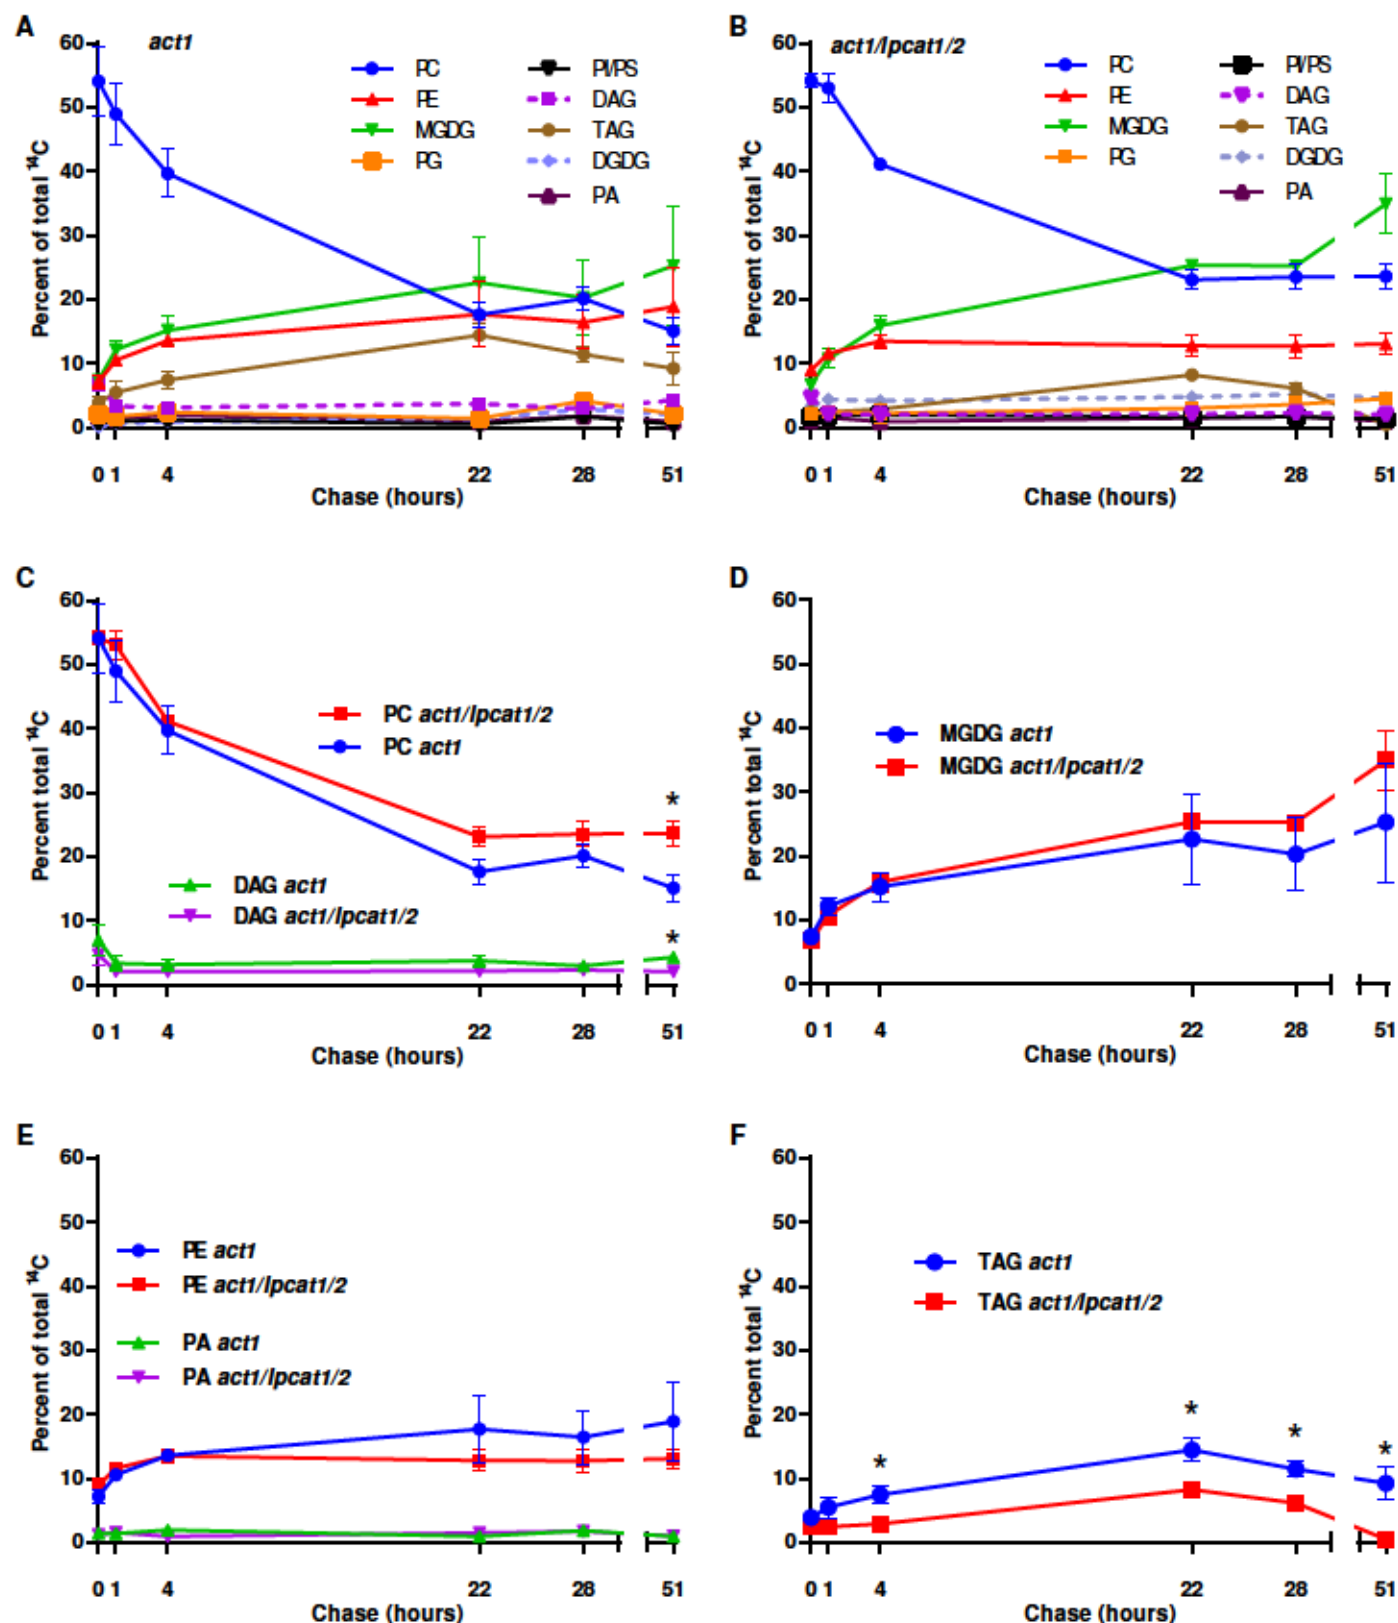 A
act1
60
50
40
30
20
10
0
Percent of total ¹⁴C
PC
PE
MGDG
PG
PI/PS
DAG
TAG
DGDG
PA
0 1 4 22 28 51
Chase (hours)
B
act1/lpcat1/2
60
50
40
30
20
10
0
Percent of total ¹⁴C
PC
PE
MGDG
PG
PI/PS
DAG
TAG
DGDG
PA
0 1 4 22 28 51
Chase (hours)
C
60
50
40
30
20
10
0
Percent total ¹⁴C
PC act1/lpcat1/2
PC act1
*
DAG act1
DAG act1/lpcat1/2
*
0 1 4 22 28 51
Chase (hours)
D
60
50
40
30
20
10
0
Percent total ¹⁴C
MGDG act1
MGDG act1/lpcat1/2
0 1 4 22 28 51
Chase (hours)
E
60
50
40
30
20
10
0
Percent of total ¹⁴C
PE act1
PE act1/lpcat1/2
PA act1
PA act1/lpcat1/2
0 1 4 22 28 51
Chase (hours)
F
60
50
40
30
20
10
0
Percent total ¹⁴C
TAG act1
TAG act1/lpcat1/2
* * * *
0 1 4 22 28 51
Chase (hours)